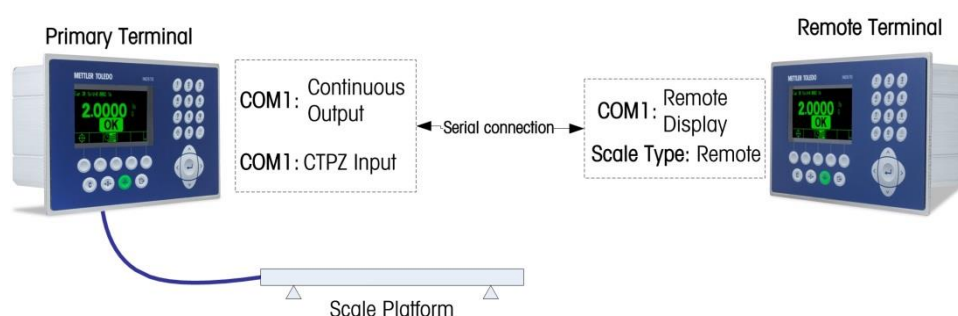 Primary Terminal
Remote Terminal
METTLER TOLEDO
2.0000
OK
COM1: Continuous
Output
COM1: CTPZ Input
Serial connection
COM1: Remote
Display
Scale Type: Remote
METTLER TOLEDO
2.0000
OK
Scale Platform